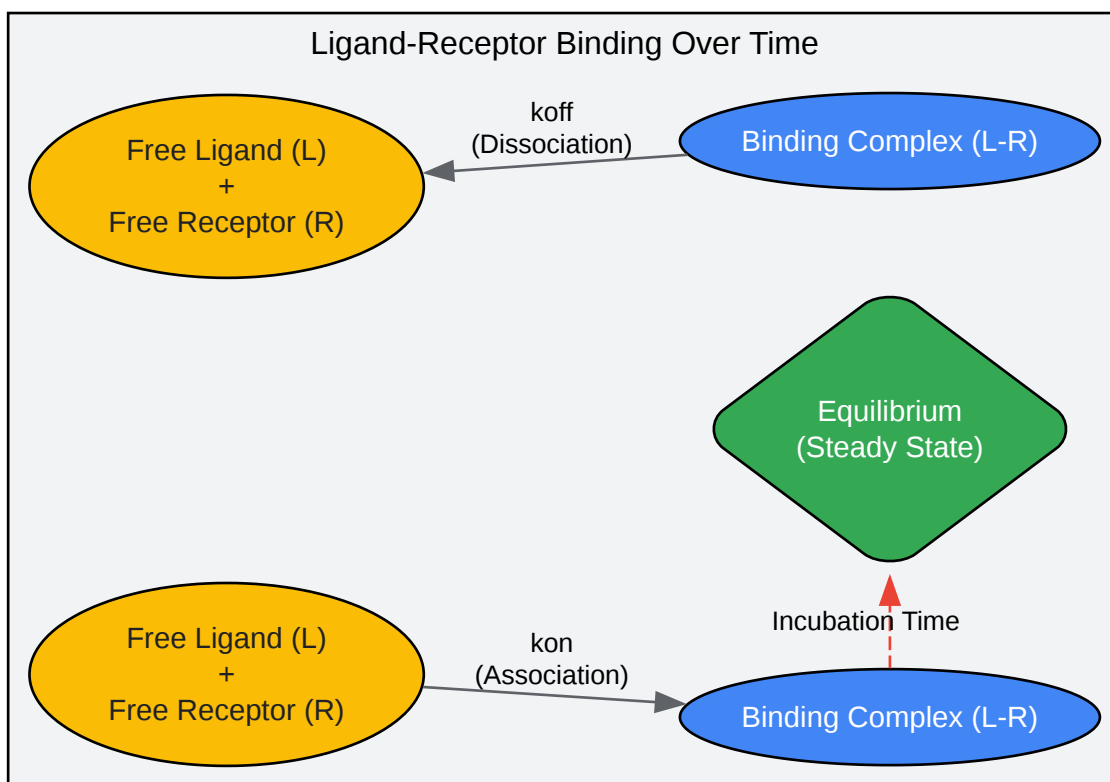 Ligand-Receptor Binding Over Time
koff
(Dissociation)
Free Ligand (L)
+
Free Receptor (R)
Binding Complex (L-R)
Equilibrium
(Steady State)
Incubation Time
Free Ligand (L)
+
Free Receptor (R)
kon
(Association)
Binding Complex (L-R)